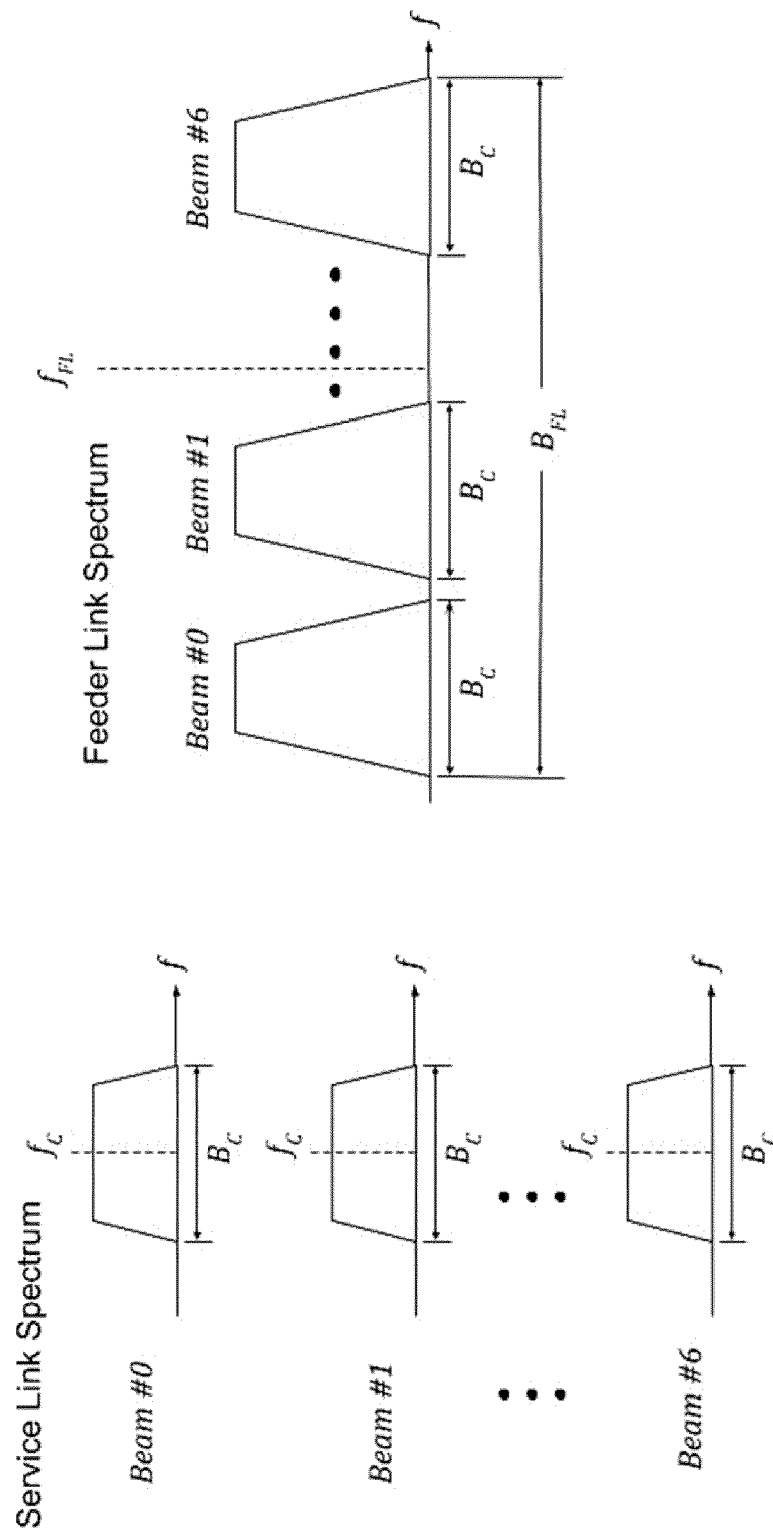 Service Link Spectrum
Beam #0
f_C
f
B_C
Beam #1
f_C
f
B_C
Beam #6
f_C
f
B_C
Feeder Link Spectrum
f_FL
Beam #0
Beam #1
Beam #6
f
B_C
B_C
B_C
B_FL